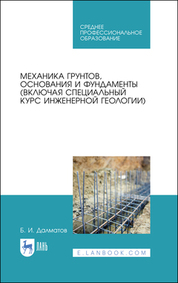 СРЕДНЕЕ
ПРОФЕССИОНАЛЬНОЕ
ОБРАЗОВАНИЕ
МЕХАНИКА ГРУНТОВ,
ОСНОВАНИЯ И ФУНДАМЕНТЫ
(ВКЛЮЧАЯ СПЕЦИАЛЬНЫЙ
КУРС ИНЖЕНЕРНОЙ ГЕОЛОГИИ)
Б. И. Далматов
ЛАНЬ
E.LANBOOK.COM